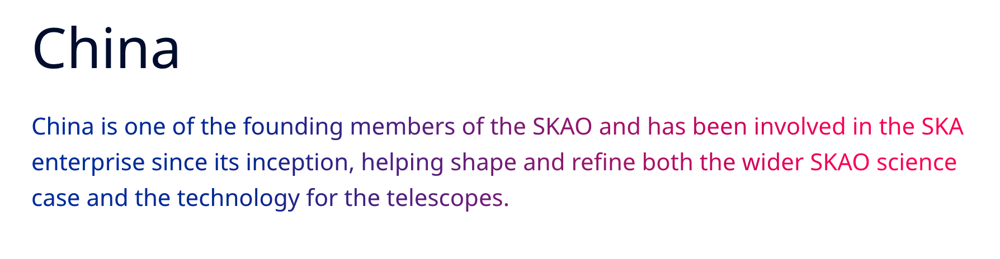 China
China is one of the founding members of the SKAO and has been involved in the SKA
enterprise since its inception, helping shape and refine both the wider SKAO science
case and the technology for the telescopes.